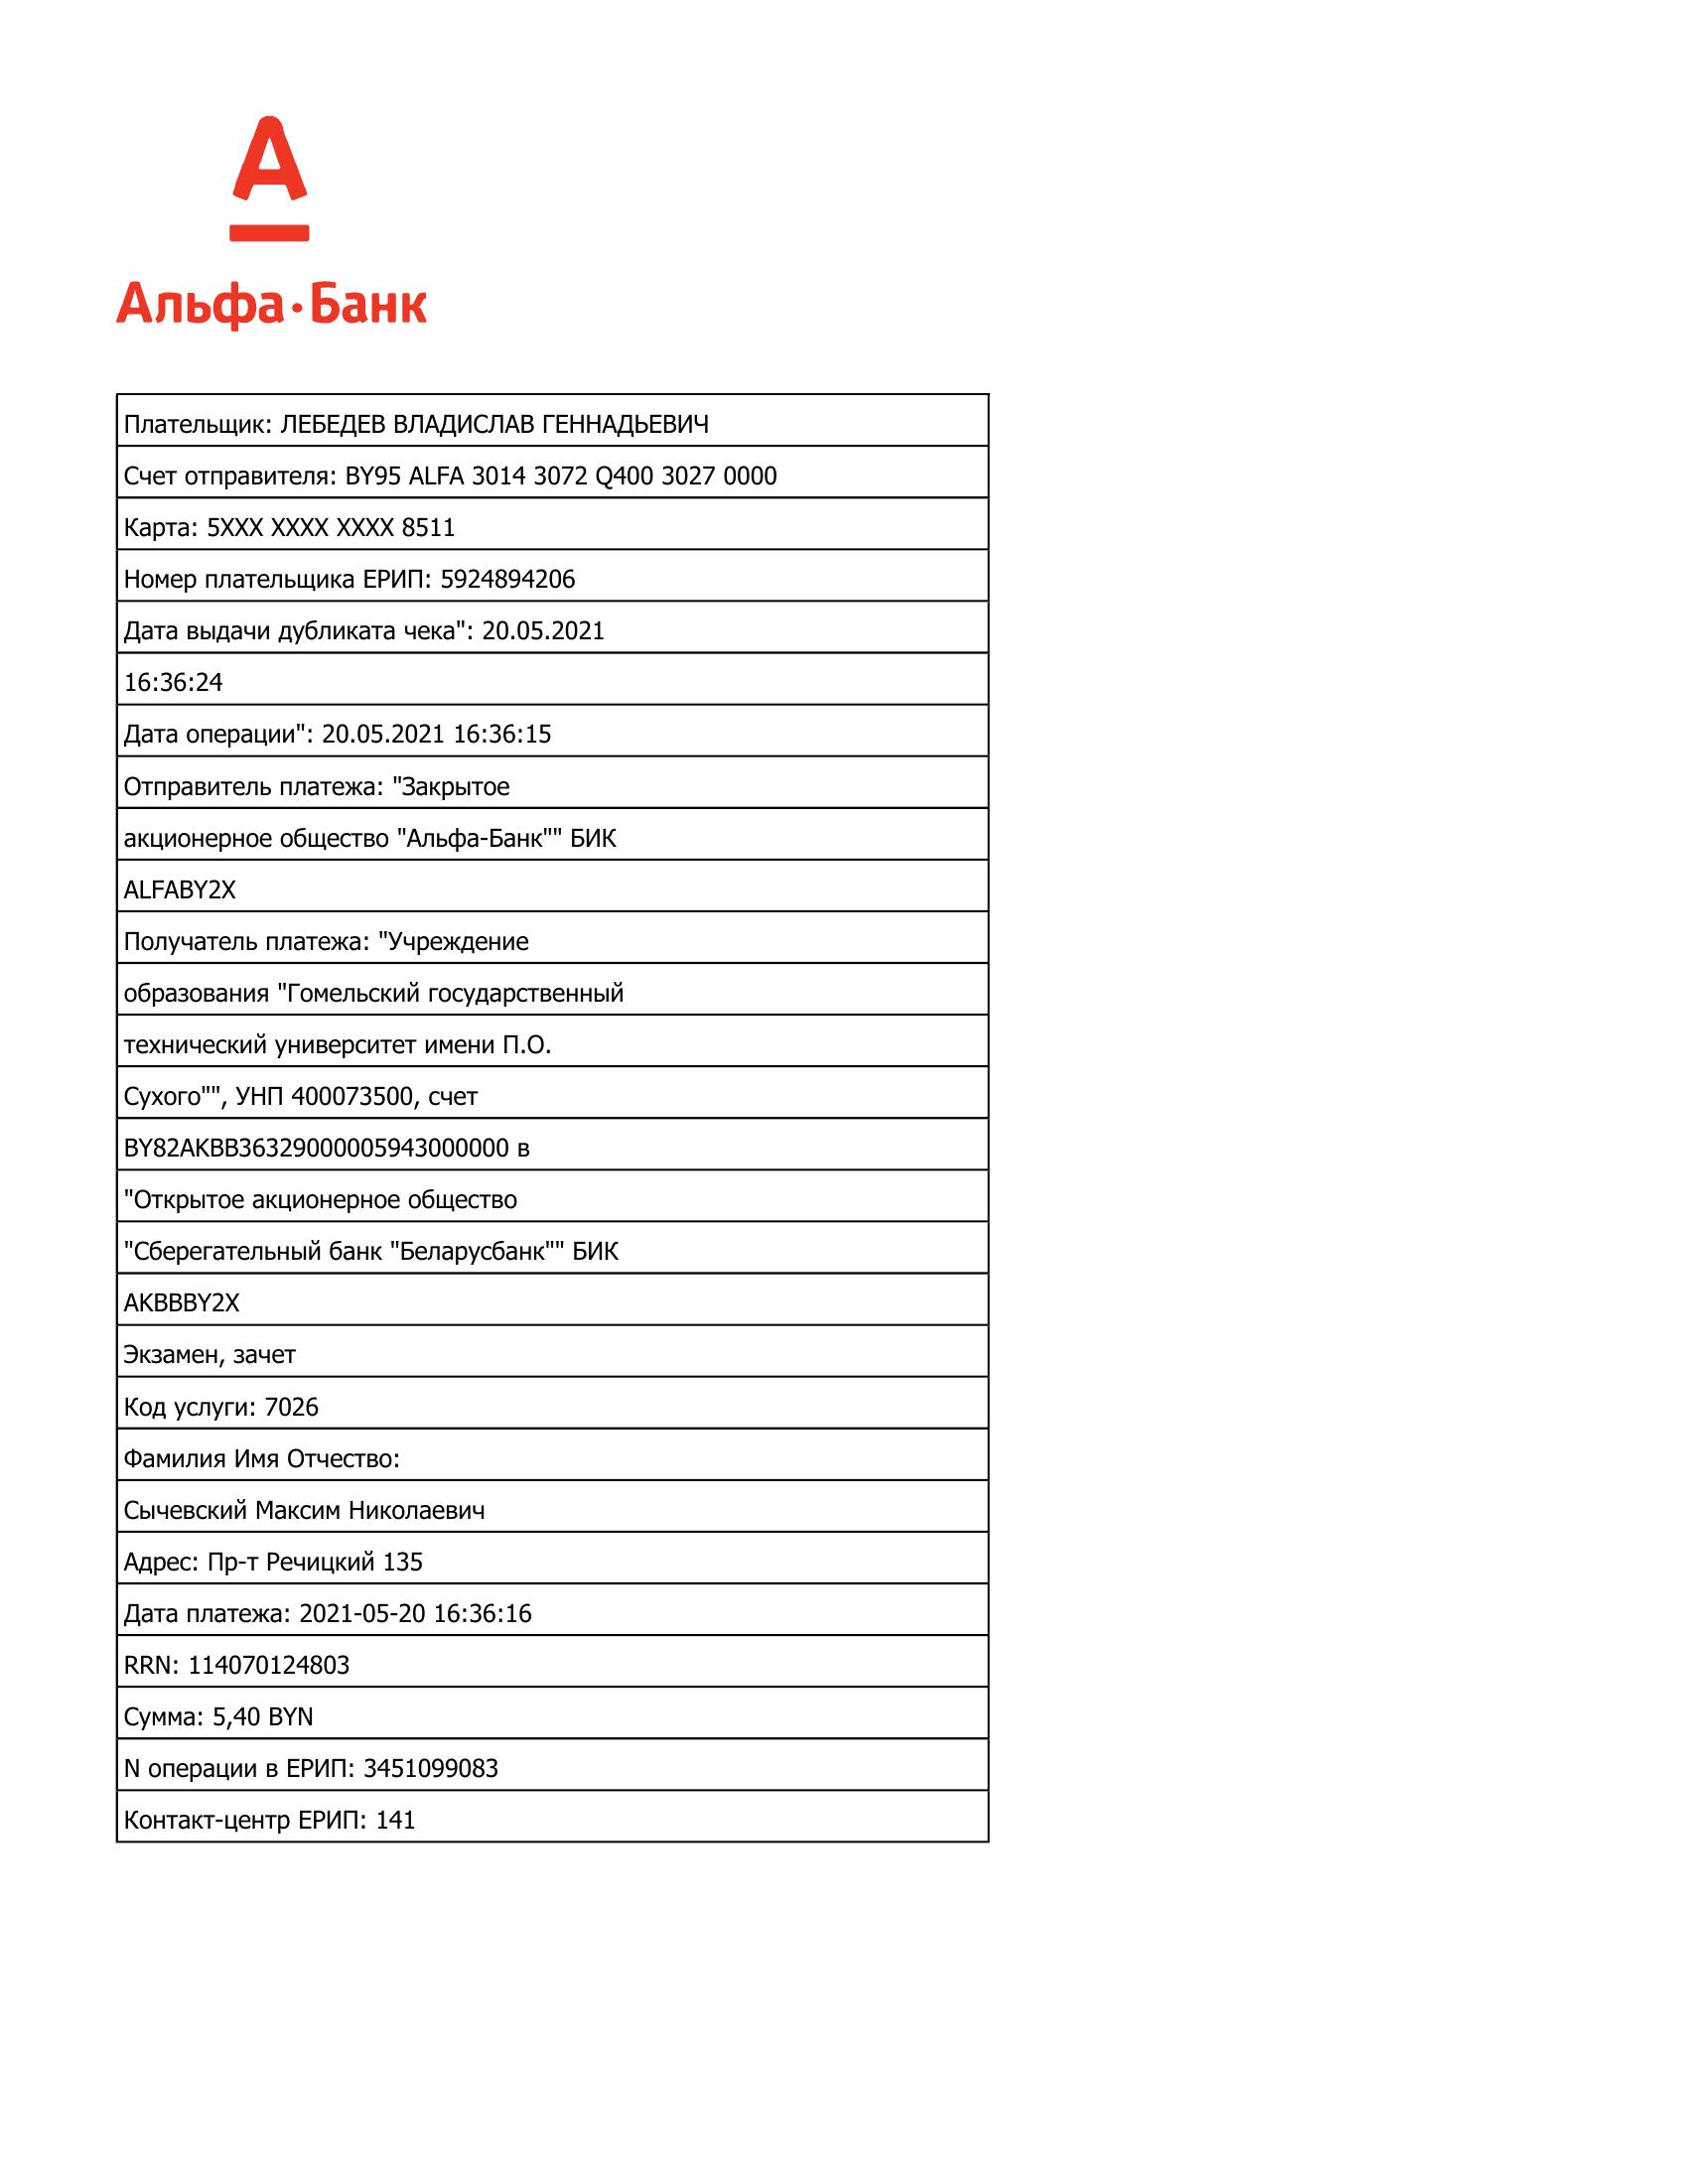 А
Альфа·Банк
Плательщик: ЛЕБЕДЕВ ВЛАДИСЛАВ ГЕННАДЬЕВИЧ
Счет отправителя: BY95 ALFA 3014 3072 Q400 3027 0000
Карта: 5XXX XXXX XXXX 8511
Номер плательщика ЕРИП: 5924894206
Дата выдачи дубликата чека": 20.05.2021
16:36:24
Дата операции": 20.05.2021 16:36:15
Отправитель платежа: "Закрытое
акционерное общество "Альфа-Банк"" БИК
ALFABY2X
Получатель платежа: "Учреждение
образования "Гомельский государственный
технический университет имени П.О.
Сухого"", УНП 400073500, счет
BY82AKBB36329000005943000000 в
"Открытое акционерное общество
"Сберегательный банк "Беларусбанк"" БИК
AKBBBY2X
Экзамен, зачет
Код услуги: 7026
Фамилия Имя Отчество:
Сычевский Максим Николаевич
Адрес: Пр-т Речицкий 135
Дата платежа: 2021-05-20 16:36:16
RRN: 114070124803
Сумма: 5,40 BYN
N операции в ЕРИП: 3451099083
Контакт-центр ЕРИП: 141